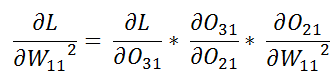 ∂L/∂W₁₁² = ∂L/∂O₃₁ * ∂O₃₁/∂O₂₁ * ∂O₂₁/∂W₁₁²